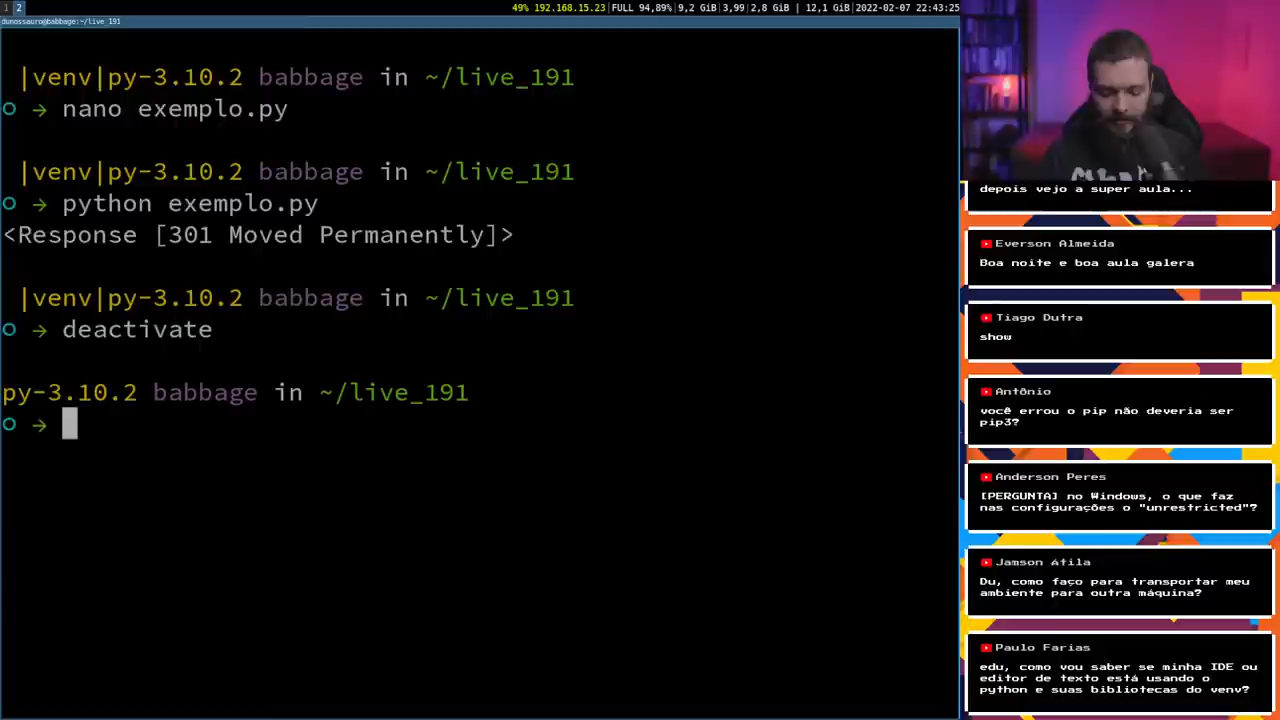 1 2
49% 192.168.15.23|FULL 94,89%|9,2 GiB|3,99|2,8 GiB | 12,1 GiB|2022-02-07 22:43:25
dunossauro@babbage:~/live_191
|venv|py-3.10.2 babbage in ~/live_191
→ nano exemplo.py
|venv|py-3.10.2 babbage in ~/live_191
→ python exemplo.py
<Response [301 Moved Permanently]>
|venv|py-3.10.2 babbage in ~/live_191
→ deactivate
py-3.10.2 babbage in ~/live_191
→
depois vejo a super aula...
Everson Almeida
Boa noite e boa aula galera
Tiago Dutra
show
Antônio
você errou o pip não deveria ser
pip3?
Anderson Peres
[PERGUNTA] no Windows, o que faz
nas configurações o "unrestricted"?
Jamson Atila
Du, como faço para transportar meu
ambiente para outra máquina?
Paulo Farias
edu, como vou saber se minha IDE ou
editor de texto está usando o
python e suas bibliotecas do venv?